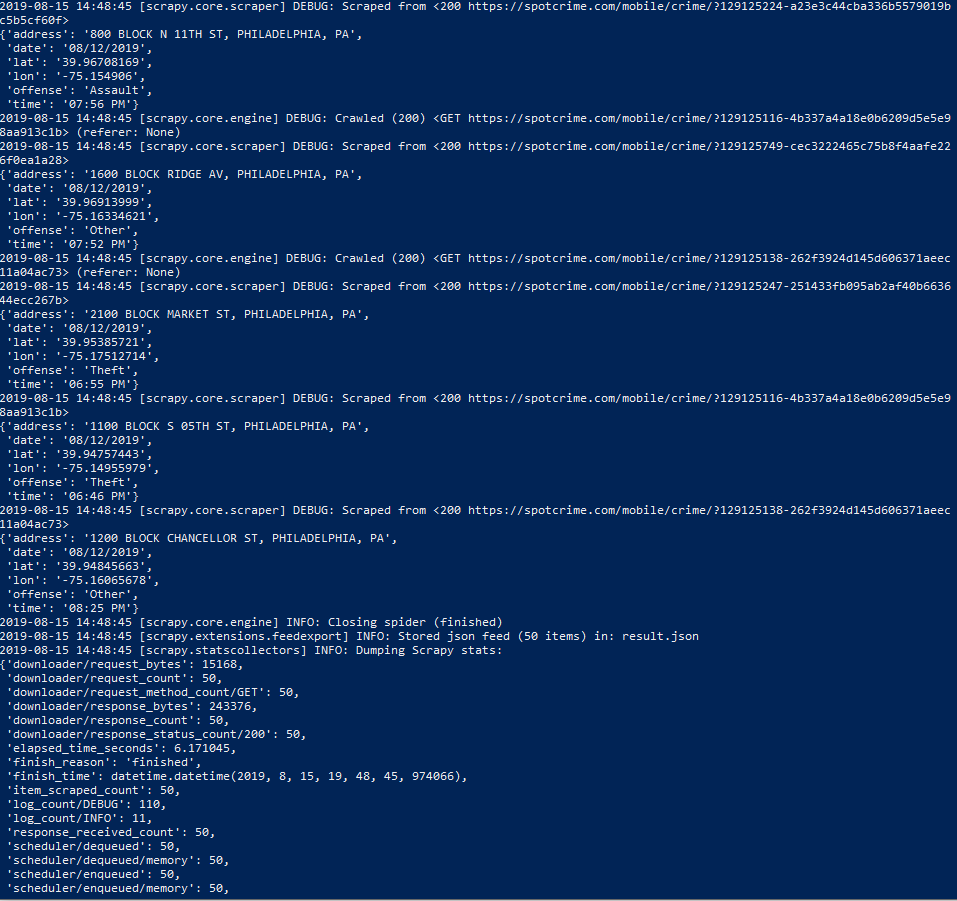 2019-08-15 14:48:45 [scrapy.core.scraper] DEBUG: Scraped from <200 https://spotcrime.com/mobile/crime/?129125224-a23e3c44cba336b5579019b
c5b5cf60f>
{'address': '800 BLOCK N 11TH ST, PHILADELPHIA, PA',
 'date': '08/12/2019',
 'lat': '39.96708169',
 'lon': '-75.154906',
 'offense': 'Assault',
 'time': '07:56 PM'}
2019-08-15 14:48:45 [scrapy.core.engine] DEBUG: Crawled (200) <GET https://spotcrime.com/mobile/crime/?129125116-4b337a4a18e0b6209d5e5e9
8aa913c1b> (referer: None)
2019-08-15 14:48:45 [scrapy.core.scraper] DEBUG: Scraped from <200 https://spotcrime.com/mobile/crime/?129125749-cec3222465c75b8f4aafe22
6f0ea1a28>
{'address': '1600 BLOCK RIDGE AV, PHILADELPHIA, PA',
 'date': '08/12/2019',
 'lat': '39.96913999',
 'lon': '-75.16334621',
 'offense': 'Other',
 'time': '07:52 PM'}
2019-08-15 14:48:45 [scrapy.core.engine] DEBUG: Crawled (200) <GET https://spotcrime.com/mobile/crime/?129125138-262f3924d145d606371aeec
11a04ac73> (referer: None)
2019-08-15 14:48:45 [scrapy.core.scraper] DEBUG: Scraped from <200 https://spotcrime.com/mobile/crime/?129125247-251433fb095ab2af40b6636
44ecc267b>
{'address': '2100 BLOCK MARKET ST, PHILADELPHIA, PA',
 'date': '08/12/2019',
 'lat': '39.95385721',
 'lon': '-75.17512714',
 'offense': 'Theft',
 'time': '06:55 PM'}
2019-08-15 14:48:45 [scrapy.core.scraper] DEBUG: Scraped from <200 https://spotcrime.com/mobile/crime/?129125116-4b337a4a18e0b6209d5e5e9
8aa913c1b>
{'address': '1100 BLOCK S 05TH ST, PHILADELPHIA, PA',
 'date': '08/12/2019',
 'lat': '39.94757443',
 'lon': '-75.14955979',
 'offense': 'Theft',
 'time': '06:46 PM'}
2019-08-15 14:48:45 [scrapy.core.scraper] DEBUG: Scraped from <200 https://spotcrime.com/mobile/crime/?129125138-262f3924d145d606371aeec
11a04ac73>
{'address': '1200 BLOCK CHANCELLOR ST, PHILADELPHIA, PA',
 'date': '08/12/2019',
 'lat': '39.94845663',
 'lon': '-75.16065678',
 'offense': 'Other',
 'time': '08:25 PM'}
2019-08-15 14:48:45 [scrapy.core.engine] INFO: Closing spider (finished)
2019-08-15 14:48:45 [scrapy.extensions.feedexport] INFO: Stored json feed (50 items) in: result.json
2019-08-15 14:48:45 [scrapy.statscollectors] INFO: Dumping Scrapy stats:
{'downloader/request_bytes': 15168,
 'downloader/request_count': 50,
 'downloader/request_method_count/GET': 50,
 'downloader/response_bytes': 243376,
 'downloader/response_count': 50,
 'downloader/response_status_count/200': 50,
 'elapsed_time_seconds': 6.171045,
 'finish_reason': 'finished',
 'finish_time': datetime.datetime(2019, 8, 15, 19, 48, 45, 974066),
 'item_scraped_count': 50,
 'log_count/DEBUG': 110,
 'log_count/INFO': 11,
 'response_received_count': 50,
 'scheduler/dequeued': 50,
 'scheduler/dequeued/memory': 50,
 'scheduler/enqueued': 50,
 'scheduler/enqueued/memory': 50,